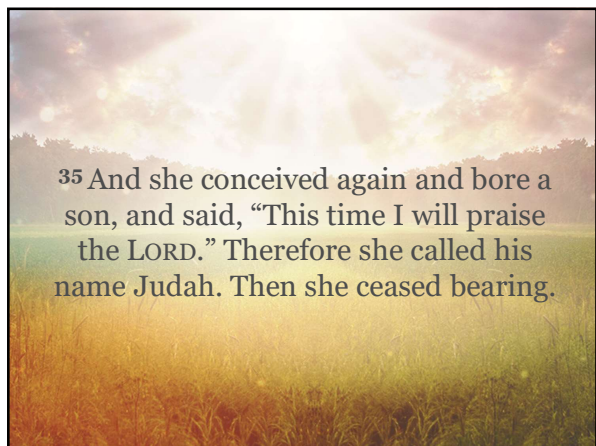 35 And she conceived again and bore a
son, and said, “This time I will praise
the LORD.” Therefore she called his
name Judah. Then she ceased bearing.